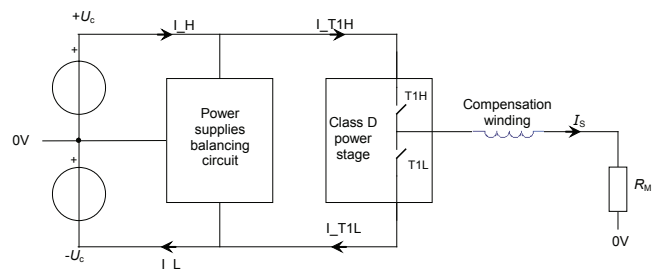 +Uc
I_H
I_T1H
+
Power
supplies
balancing
circuit
Class D
power
stage
T1H
T1L
Compensation
winding
IS
0V
+
RM
0V
I_T1L
-Uc
I_L